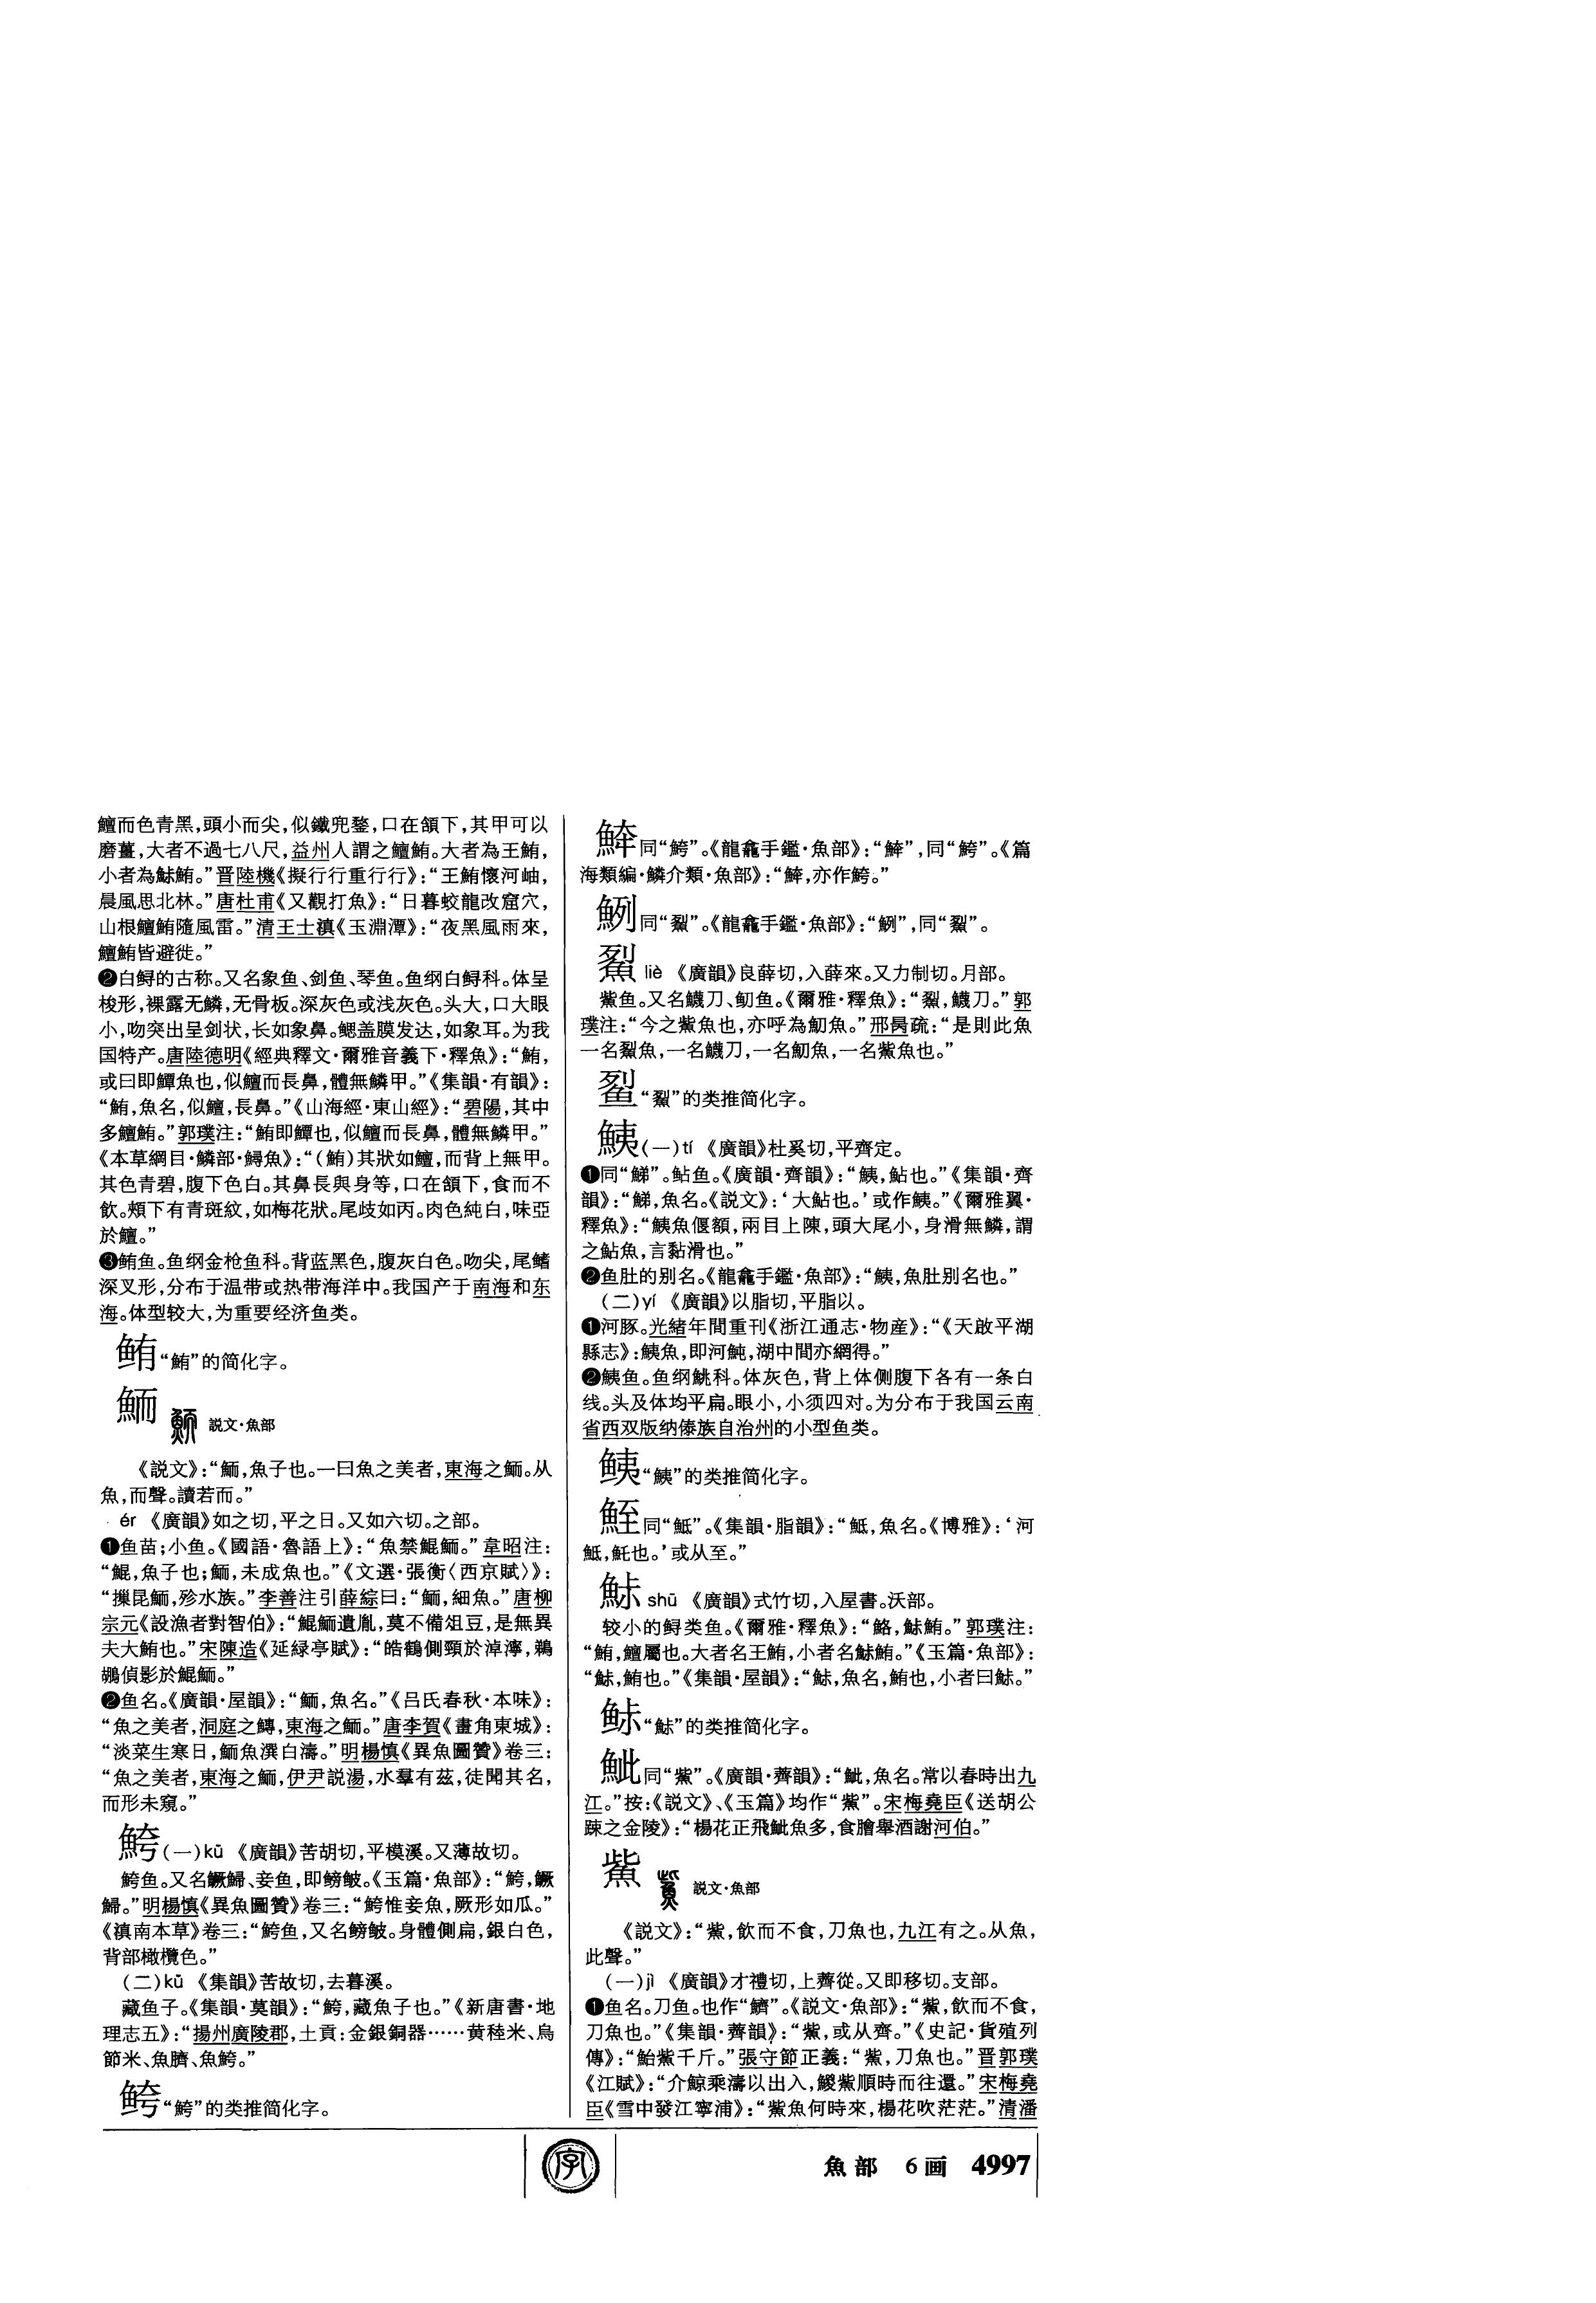 鱣而色青黑，頭小而尖，似鐵兜鍪，口在頷下，其甲可以
磨薑，大者不過七八尺，益州人謂之鱣鮪。大者為王鮪，
小者為鮛鮪。”晋陸機《擬行行重行行》：“王鮪懷河岫，
晨風思北林。”唐杜甫《又觀打魚》：“日暮蛟龍改窟穴，
山根鱣鮪隨風雷。”清王士滇《玉淵潭》：“夜黑風雨來，
鱣鮪皆避徙。”
❷白鲟的古称。又名象鱼、剑鱼、琴鱼。鱼纲白鲟科。体呈
梭形，裸露无鳞，无骨板。深灰色或浅灰色。头大，口大眼
小，吻突出呈剑状，长如象鼻。鳃盖膜发达，如象耳。为我
国特产。唐陸德明《經典釋文·爾雅音義下·釋魚》：“鮪，
或曰即鱏魚也，似鱣而長鼻，體無鱗甲。”《集韻·有韻》：
“鮪，魚名，似鱣，長鼻。”《山海經·東山經》：“碧陽，其中
多鱣鮪。”郭璞注：“鮪即鱏也，似鱣而長鼻，體無鱗甲。”
《本草綱目·鱗部·鱘魚》：“（鮪）其狀如鱣，而背上無甲。
其色青碧，腹下色白。其鼻長與身等，口在頷下，食而不
飲。頰下有青斑紋，如梅花狀。尾歧如丙。肉色純白，味亞
於鱣。”
❸鲔鱼。鱼纲金枪鱼科。背蓝黑色，腹灰白色。吻尖，尾鳍
深叉形，分布于温带或热带海洋中。我国产于南海和东
海。体型较大，为重要经济鱼类。
鲔“鮪”的简化字。
鮞 説文·魚部
《説文》：“鮞，魚子也。一曰魚之美者，東海之鮞。从
魚，而聲。讀若而。”
ér 《廣韻》如之切，平之日。又如六切。之部。
❶鱼苗；小鱼。《國語·魯語上》：“魚禁鯤鮞。”韋昭注：
“鯤，魚子也；鮞，未成魚也。”《文選·張衡〈西京賦〉》：
“摷昆鮞，殄水族。”李善注引薛綜曰：“鮞，細魚。”唐柳
宗元《設漁者對智伯》：“鯤鮞遺胤，莫不備俎豆，是無異
夫大鮪也。”宋陳造《延緑亭賦》：“皓鶴側頸於淖濘，鵜
鶘偵影於鯤鮞。”
❷鱼名。《廣韻·屋韻》：“鮞，魚名。”《吕氏春秋·本味》：
“魚之美者，洞庭之鱄，東海之鮞。”唐李賀《畫角東城》：
“淡菜生寒日，鮞魚潠白濤。”明楊慎《異魚圖贊》卷三：
“魚之美者，東海之鮞，伊尹説湯，水羣有茲，徒聞其名，
而形未窺。”
鮬（一）kū 《廣韻》苦胡切，平模溪。又薄故切。
鮬鱼。又名鱖歸、妾鱼，即鳑鲏。《玉篇·魚部》：“鮬，鱖
歸。”明楊慎《異魚圖贊》卷三：“鮬惟妾魚，厥形如瓜。”
《滇南本草》卷三：“鮬鱼，又名鳑鲏。身體側扁，銀白色，
背部橄欖色。”
（二）kù 《集韻》苦故切，去暮溪。
藏鱼子。《集韻·莫韻》：“鮬，藏魚子也。”《新唐書·地
理志五》：“揚州廣陵郡，土貢：金銀銅器……黄稑米、烏
節米、魚臍、魚鮬。”
“鮬”的类推简化字。
同“鮬”。《龍龕手鑑·魚部》：“”，同“鮬”。《篇
海類編·鱗介類·魚部》：“，亦作鮬。”
鮤同“鴷”。《龍龕手鑑·魚部》：“鮤”，同“”。
liè 《廣韻》良薛切，入薛來。又力制切。月部。
鮆鱼。又名鱴刀、魛鱼。《爾雅·釋魚》：“，鱴刀。”郭
璞注：“今之鮆魚也，亦呼為魛魚。”邢昺疏：“是則此魚
一名魚，一名鱴刀，一名魛魚，一名鮆魚也。”
“”的类推简化字。
鮧（一）tí 《廣韻》杜奚切，平齊定。
❶同“鮷”。鲇鱼。《廣韻·齊韻》：“鮧，鮎也。”《集韻·齊
韻》：“鮷，魚名。《説文》：‘大鮎也。’或作鮧。”《爾雅翼·
釋魚》：“鮧魚偃額，兩目上陳，頭大尾小，身滑無鱗，謂
之鮎魚，言黏滑也。”
❷鱼肚的别名。《龍龕手鑑·魚部》：“鮧，魚肚别名也。”
（二）yí 《廣韻》以脂切，平脂以。
❶河豚。光緒年間重刊《浙江通志·物産》：“《天啟平湖
縣志》：鮧魚，即河魨，湖中間亦網得。”
❷鮧鱼。鱼纲鮡科。体灰色，背上体侧腹下各有一条白
线。头及体均平扁。眼小，小须四对。为分布于我国云南
省西双版纳傣族自治州的小型鱼类。
“鮧”的类推简化字。
鮏同“䱃”。《集韻·脂韻》：“，魚名。《博雅》：‘河
，魠也。’或从至。”
鮛 shū 《廣韻》式竹切，入屋書。沃部。
较小的鲟类鱼。《爾雅·釋魚》：“鮥，鮛鮪。”郭璞注：
“鮪，鱣屬也。大者名王鮪，小者名鮛鮪。”《玉篇·魚部》：
“鮛，鮪也。”《集韻·屋韻》：“鮛，魚名，鮪也，小者曰鮛。”
“鮛”的类推简化字。
同“鮆”。《廣韻·薺韻》：“，魚名。常以春時出九
江。”按：《説文》、《玉篇》均作“鮆”。宋梅堯臣《送胡公
踈之金陵》：“楊花正飛魚多，食膾舉酒謝河伯。”
鮆 説文·魚部
《説文》：“鮆，飲而不食，刀魚也，九江有之。从魚，
此聲。”
（一）jì 《廣韻》才禮切，上薺從。又即移切。支部。
❶鱼名。刀鱼。也作“鱭”。《説文·魚部》：“鮆，飲而不食，
刀魚也。”《集韻·薺韻》：“鮆，或从齊。”《史記·貨殖列
傳》：“鮐鮆千斤。”張守節正義：“鮆，刀魚也。”晋郭璞
《江賦》：“介鯨乘濤以出入，鯼鮆順時而往還。”宋梅堯
臣《雪中發江寧浦》：“鮆魚何時來，楊花吹茫茫。”清潘
字
魚部 6画 4997